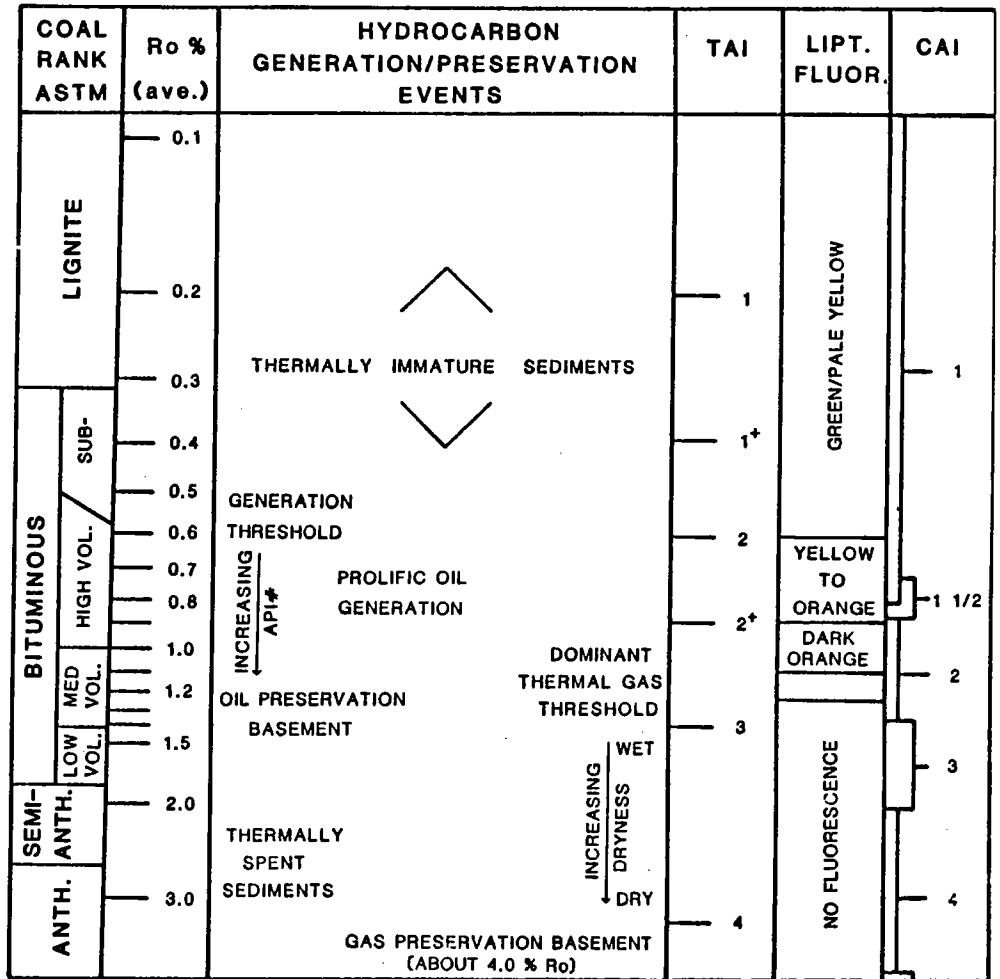 COAL
RANK
ASTM
Ro %
(ave.)
HYDROCARBON
GENERATION/PRESERVATION
EVENTS
TAI
LIPT.
FLUOR.
CAI
LIGNITE
BITUMINOUS
SUB-
HIGH VOL.
MED
VOL.
LOW
VOL.
SEMI-
ANTH.
ANTH.
0.1
0.2
0.3
0.4
0.5
0.6
0.7
0.8
1.0
1.2
1.5
2.0
3.0
THERMALLY IMMATURE SEDIMENTS
GENERATION
THRESHOLD
INCREASING
API#
PROLIFIC OIL
GENERATION
OIL PRESERVATION
BASEMENT
DOMINANT
THERMAL GAS
THRESHOLD
WET
INCREASING
DRYNESS
DRY
THERMALLY
SPENT
SEDIMENTS
GAS PRESERVATION BASEMENT
(ABOUT 4.0 % Ro)
1
1+
2
2+
3
4
GREEN/PALE YELLOW
YELLOW
TO
ORANGE
DARK
ORANGE
NO FLUORESCENCE
1
1 1/2
2
3
4